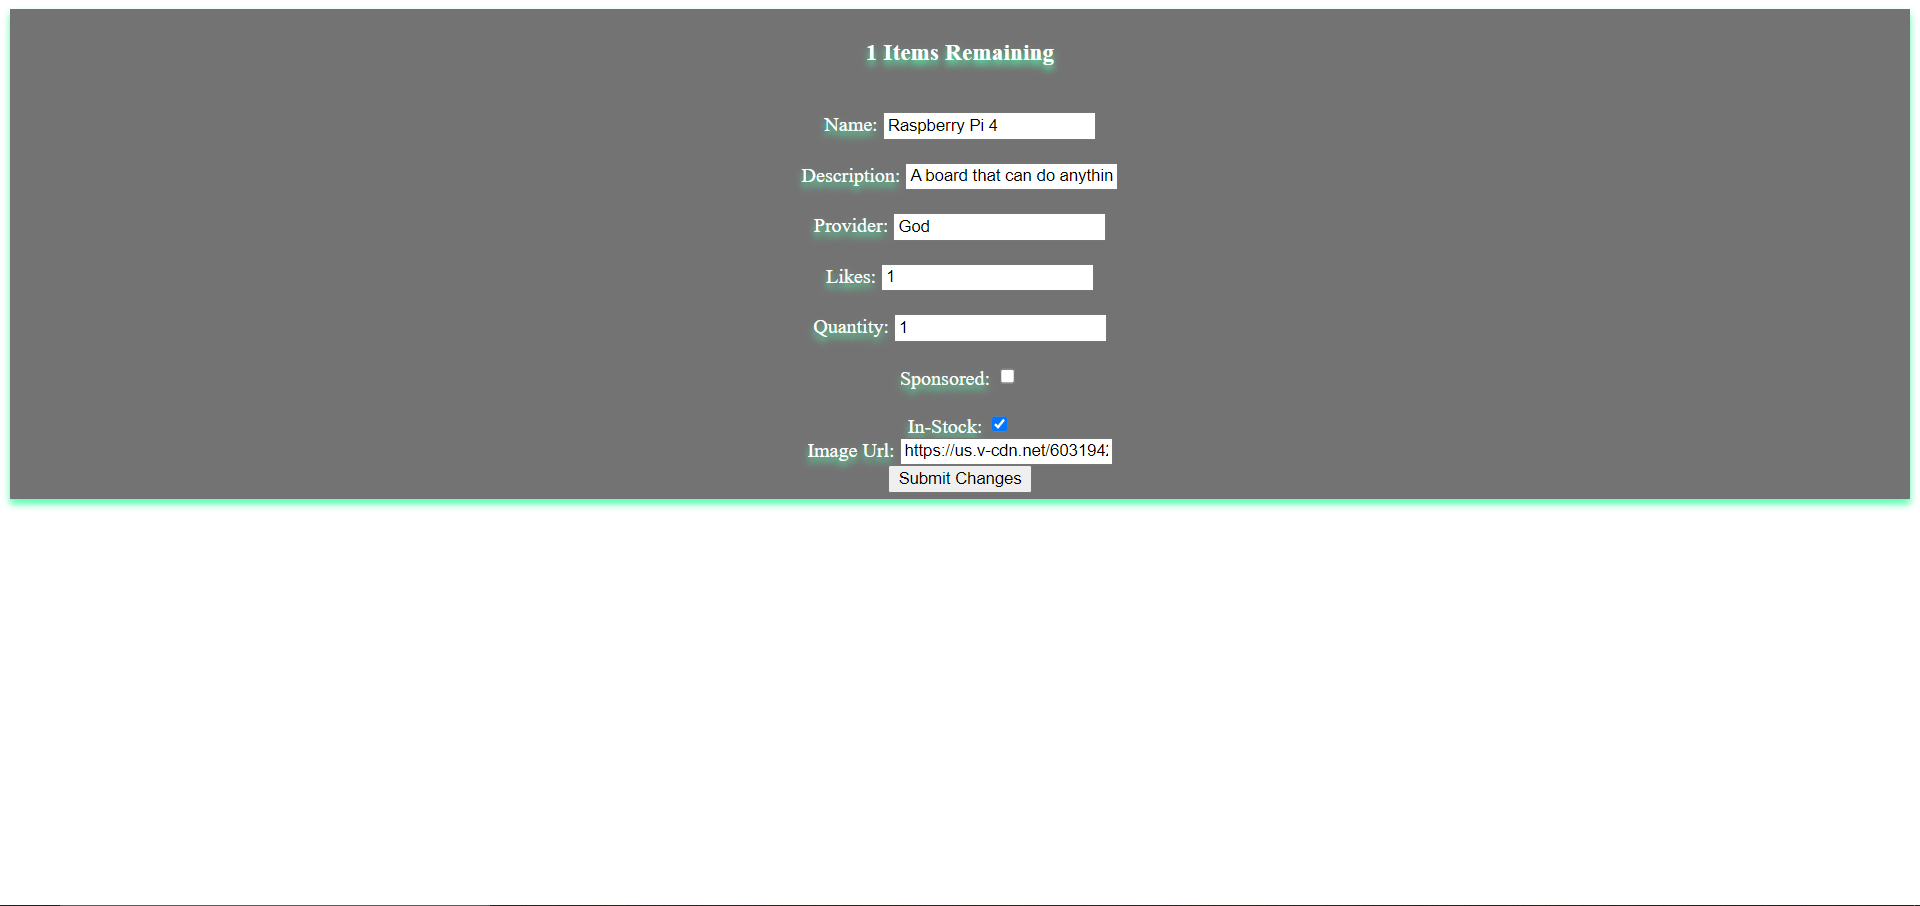 1 Items Remaining
Name: Raspberry Pi 4
Description: A board that can do anythin
Provider: God
Likes: 1
Quantity: 1
Sponsored:
In-Stock:
Image Url: https://us.v-cdn.net/603194
Submit Changes